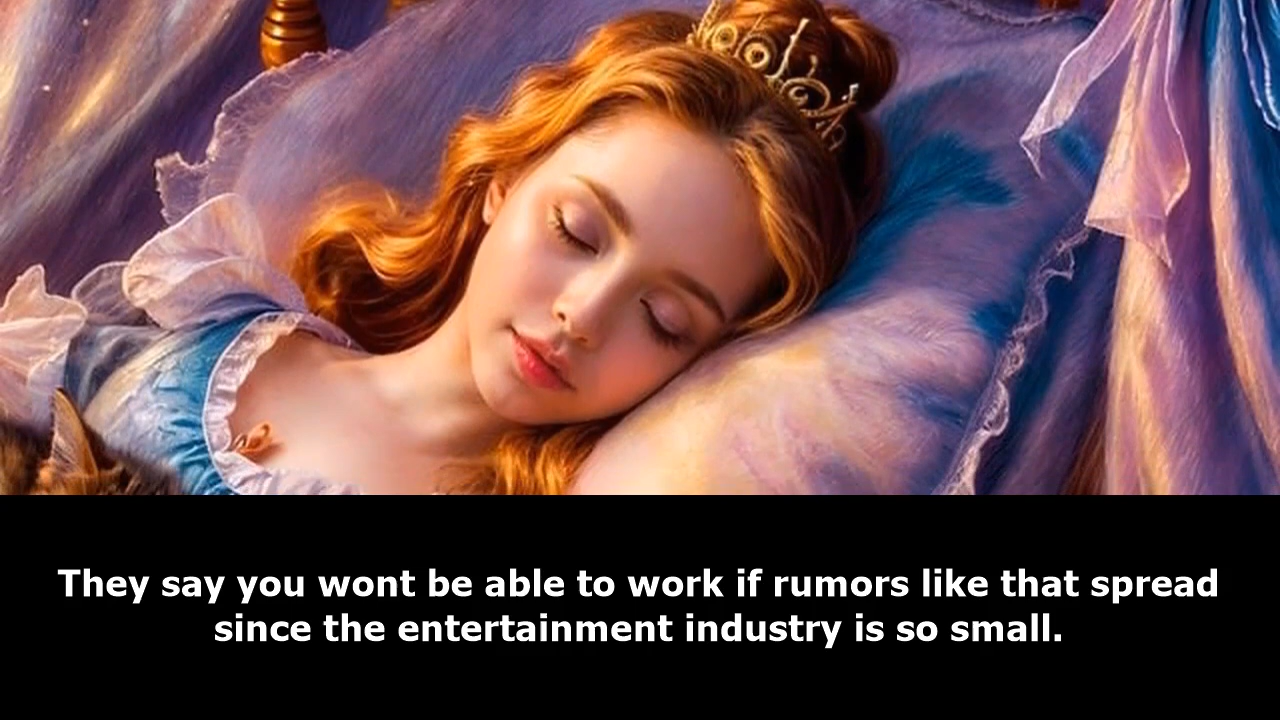 They say you wont be able to work if rumors like that spread
since the entertainment industry is so small.